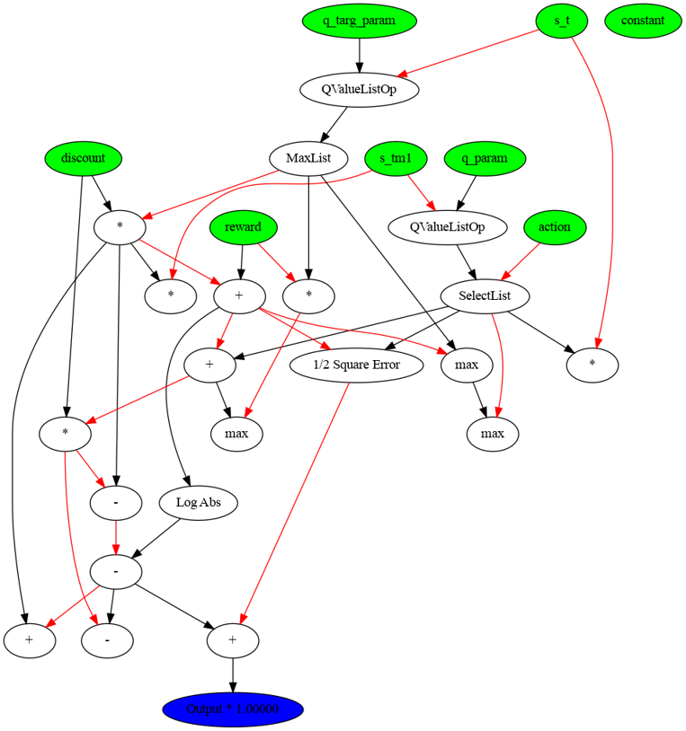 q_targ_param
s_t
constant
QValueListOp
discount
MaxList
s_tm1
q_param
*
reward
QValueListOp
action
*
+
*
SelectList
+
1/2 Square Error
max
*
*
max
max
-
Log Abs
-
+
-
+
Output * 1.00000